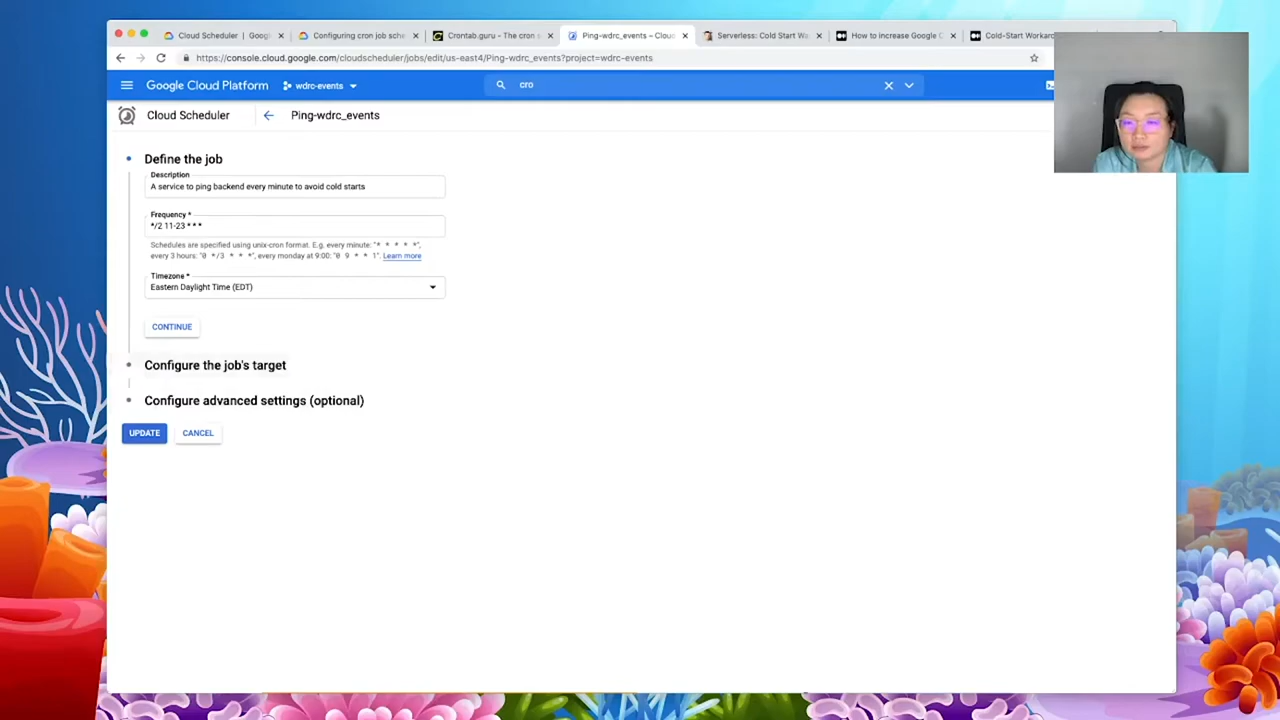 Cloud Scheduler | Googl
Configuring cron job sche
Crontab.guru - The cron s
Ping-wdrc_events – Clou
Serverless: Cold Start Wa
How to increase Google C
Cold-Start Workarc
https://console.cloud.google.com/cloudscheduler/jobs/edit/us-east4/Ping-wdrc_events?project=wdrc-events
Google Cloud Platform
wdrc-events
cro
Cloud Scheduler
Ping-wdrc_events
Define the job
Description
A service to ping backend every minute to avoid cold starts
Frequency *
*/2 11-23 * * *
Schedules are specified using unix-cron format. E.g. every minute: "* * * * *",
every 3 hours: "0 */3 * * *", every monday at 9:00: "0 9 * * 1". Learn more
Timezone *
Eastern Daylight Time (EDT)
CONTINUE
Configure the job's target
Configure advanced settings (optional)
UPDATE
CANCEL